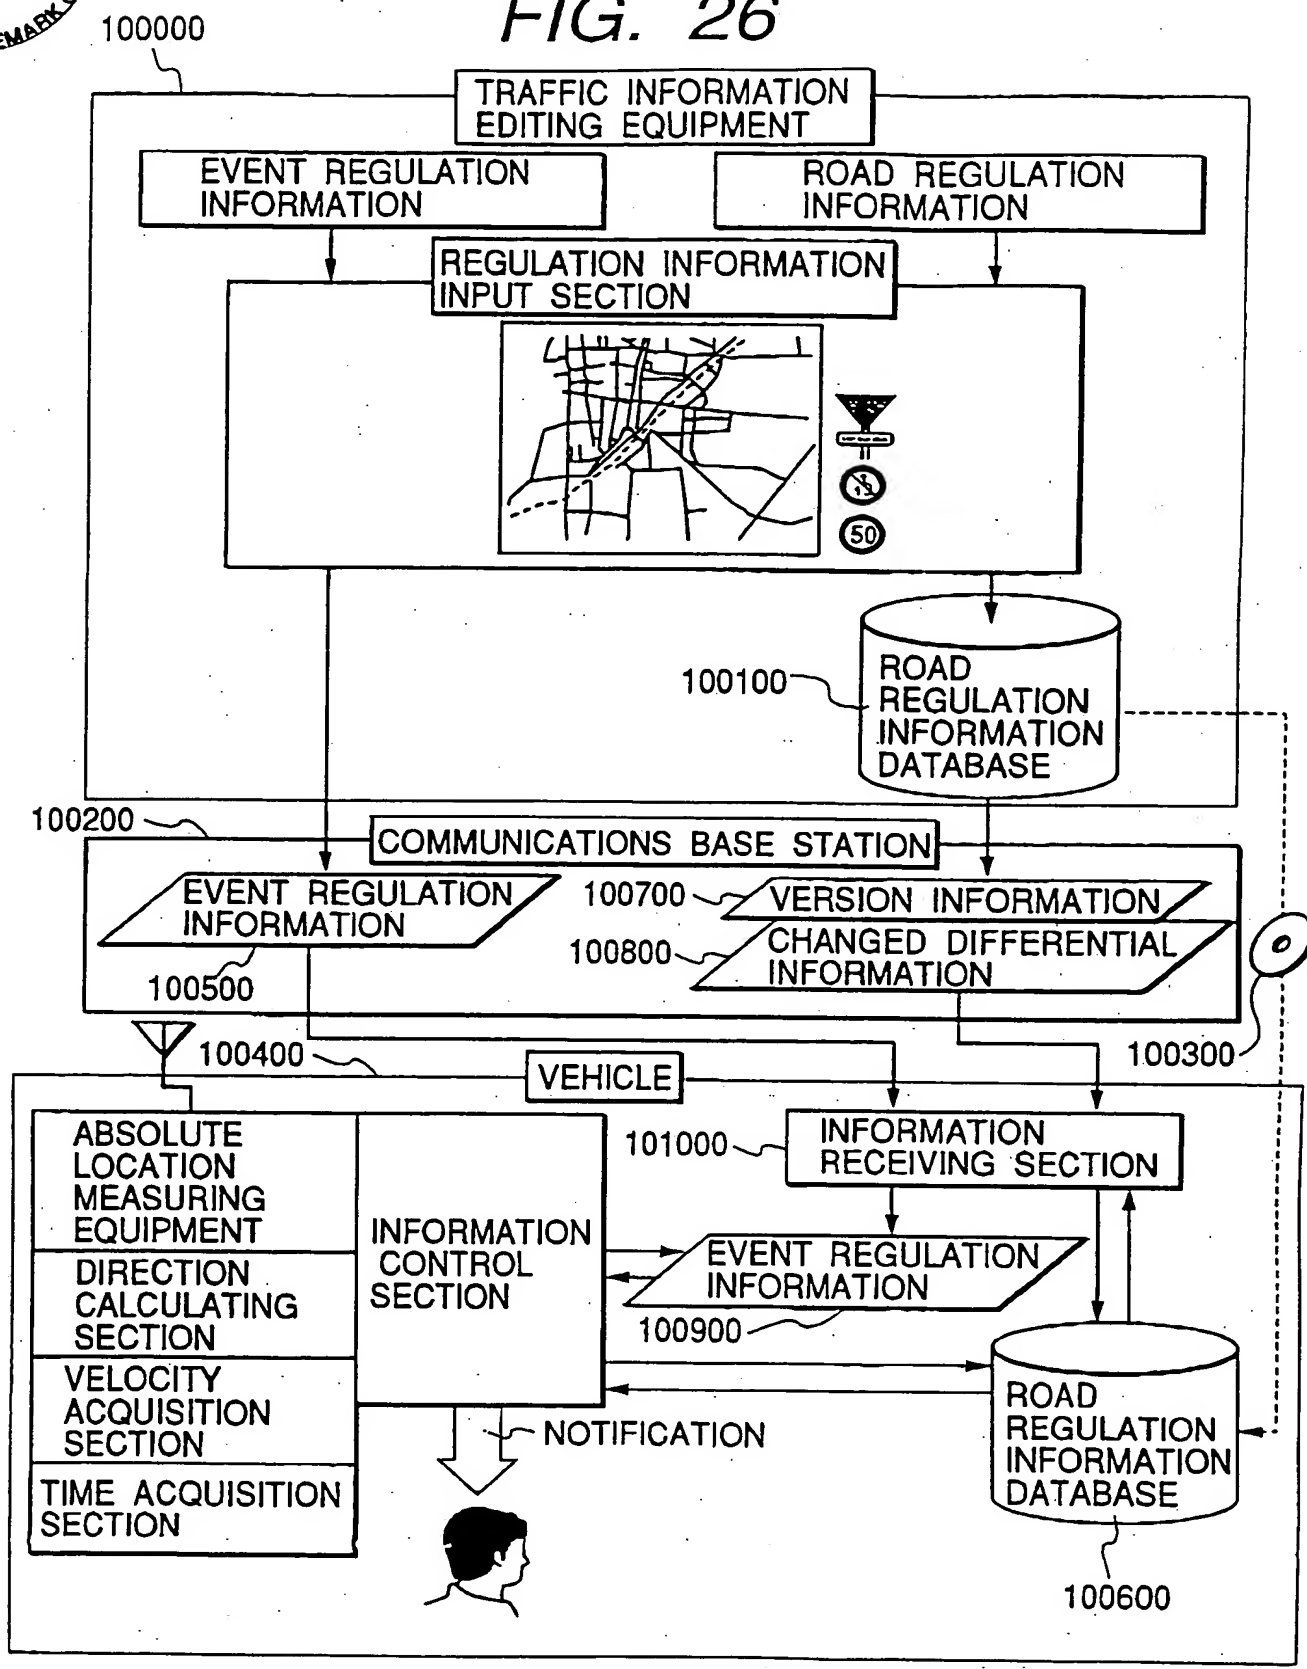 FIG. 26
100000
TRAFFIC INFORMATION
EDITING EQUIPMENT
EVENT REGULATION
INFORMATION
ROAD REGULATION
INFORMATION
REGULATION INFORMATION
INPUT SECTION
50
100100
ROAD
REGULATION
INFORMATION
DATABASE
100200
COMMUNICATIONS BASE STATION
EVENT REGULATION
INFORMATION
100500
100700
VERSION INFORMATION
100800
CHANGED DIFFERENTIAL
INFORMATION
100300
100400
VEHICLE
ABSOLUTE
LOCATION
MEASURING
EQUIPMENT
DIRECTION
CALCULATING
SECTION
VELOCITY
ACQUISITION
SECTION
TIME ACQUISITION
SECTION
INFORMATION
CONTROL
SECTION
101000
INFORMATION
RECEIVING SECTION
EVENT REGULATION
INFORMATION
100900
NOTIFICATION
ROAD
REGULATION
INFORMATION
DATABASE
100600